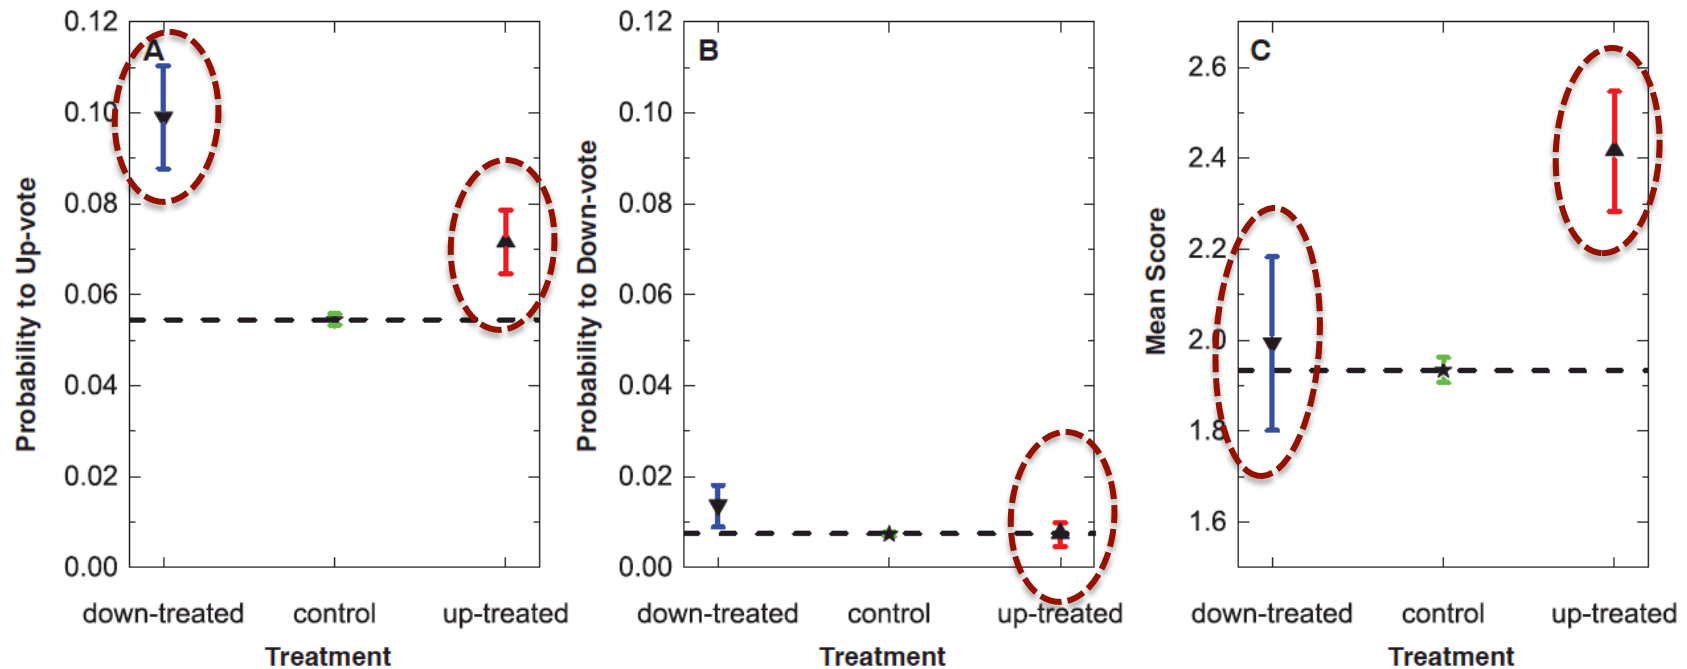 A
Probability to Up-vote
0.12
0.10
0.08
0.06
0.04
0.02
0.00
down-treated control up-treated
Treatment
B
Probability to Down-vote
0.12
0.10
0.08
0.06
0.04
0.02
0.00
down-treated control up-treated
Treatment
C
Mean Score
2.6
2.4
2.2
2.0
1.8
1.6
down-treated control up-treated
Treatment